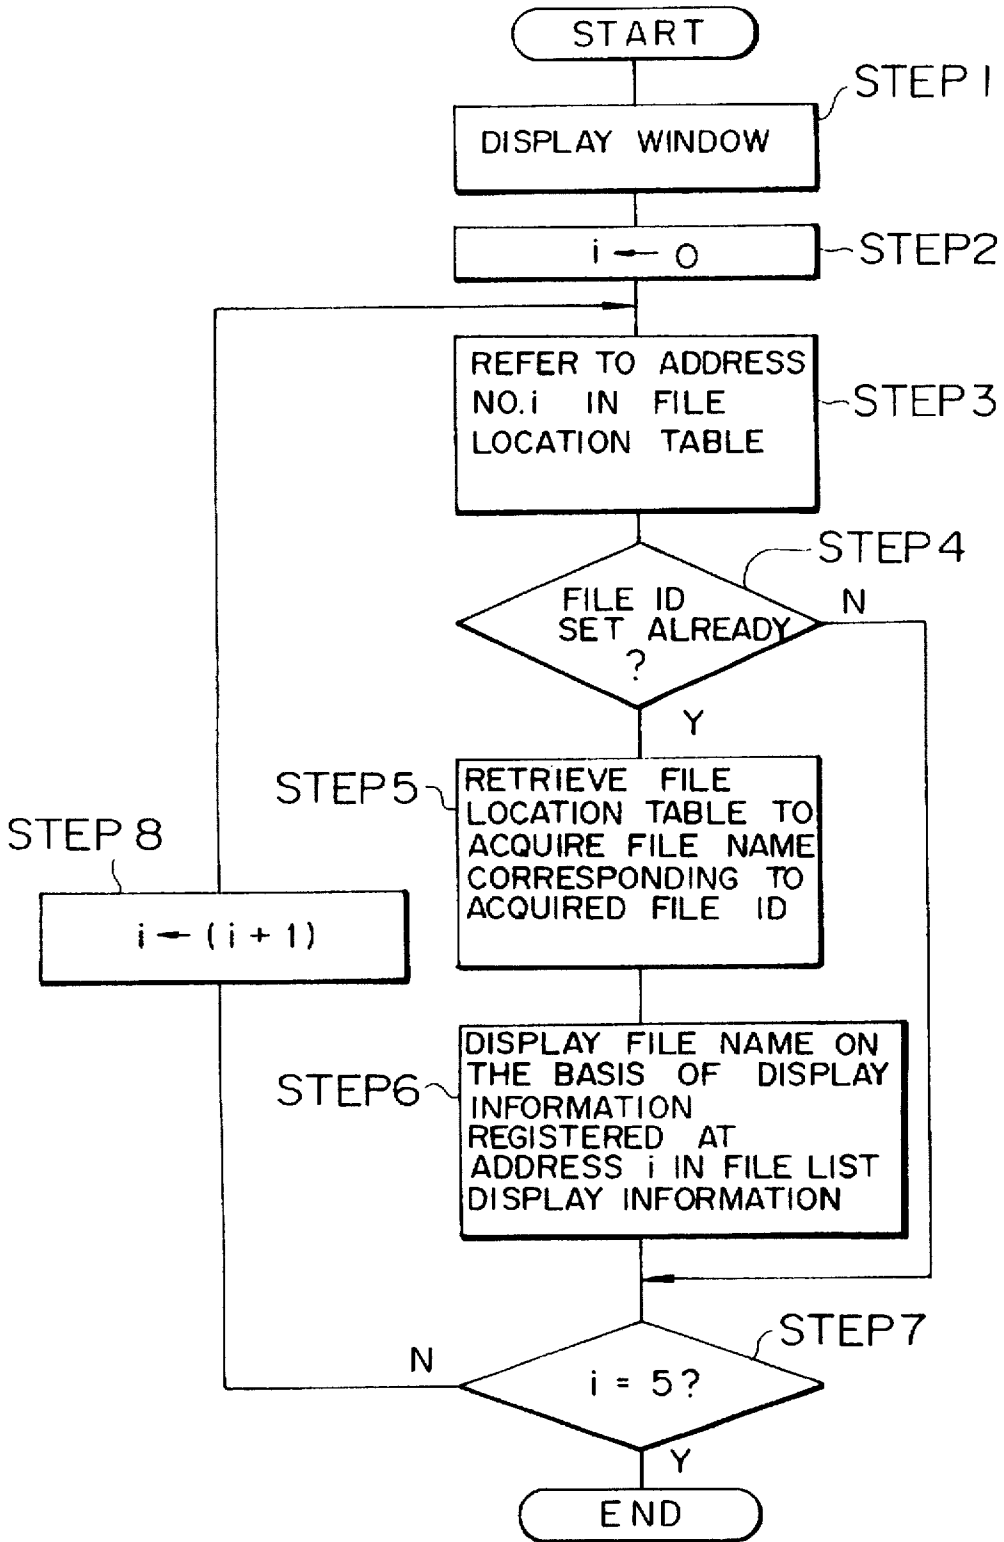 START
STEP 1
DISPLAY WINDOW
STEP2
i ← 0
STEP3
REFER TO ADDRESS
NO.i IN FILE
LOCATION TABLE
STEP4
FILE ID
SET ALREADY
?
N
Y
STEP5
RETRIEVE FILE
LOCATION TABLE TO
ACQUIRE FILE NAME
CORRESPONDING TO
ACQUIRED FILE ID
STEP 8
i ← (i + 1)
STEP6
DISPLAY FILE NAME ON
THE BASIS OF DISPLAY
INFORMATION
REGISTERED AT
ADDRESS i IN FILE LIST
DISPLAY INFORMATION
STEP7
N
i = 5?
Y
END